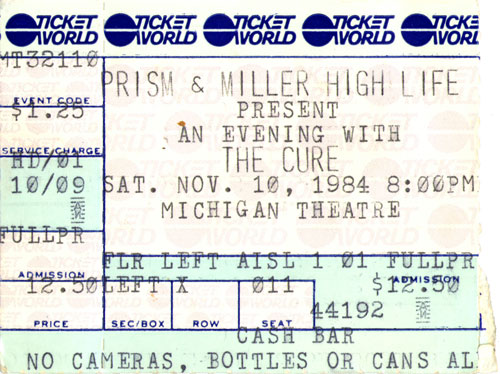 TICKET WORLD TICKET WORLD TICKET WORLD TICKET WORLD
MT32110
PRISM & MILLER HIGH LIFE
EVENT CODE
$1.25
PRESENT
AN EVENING WITH
SERVICE CHARGE
HD/01
THE CURE
10/09
SAT. NOV. 10, 1984 8:00PM
MICHIGAN THEATRE
FULLPR
FLR LEFT AISL 1 01 FULLPR
ADMISSION
ADMISSION
12.50 LEFT X 011 $12.50
44192
PRICE SEC/BOX ROW SEAT
CASH BAR
NO CAMERAS, BOTTLES OR CANS AL